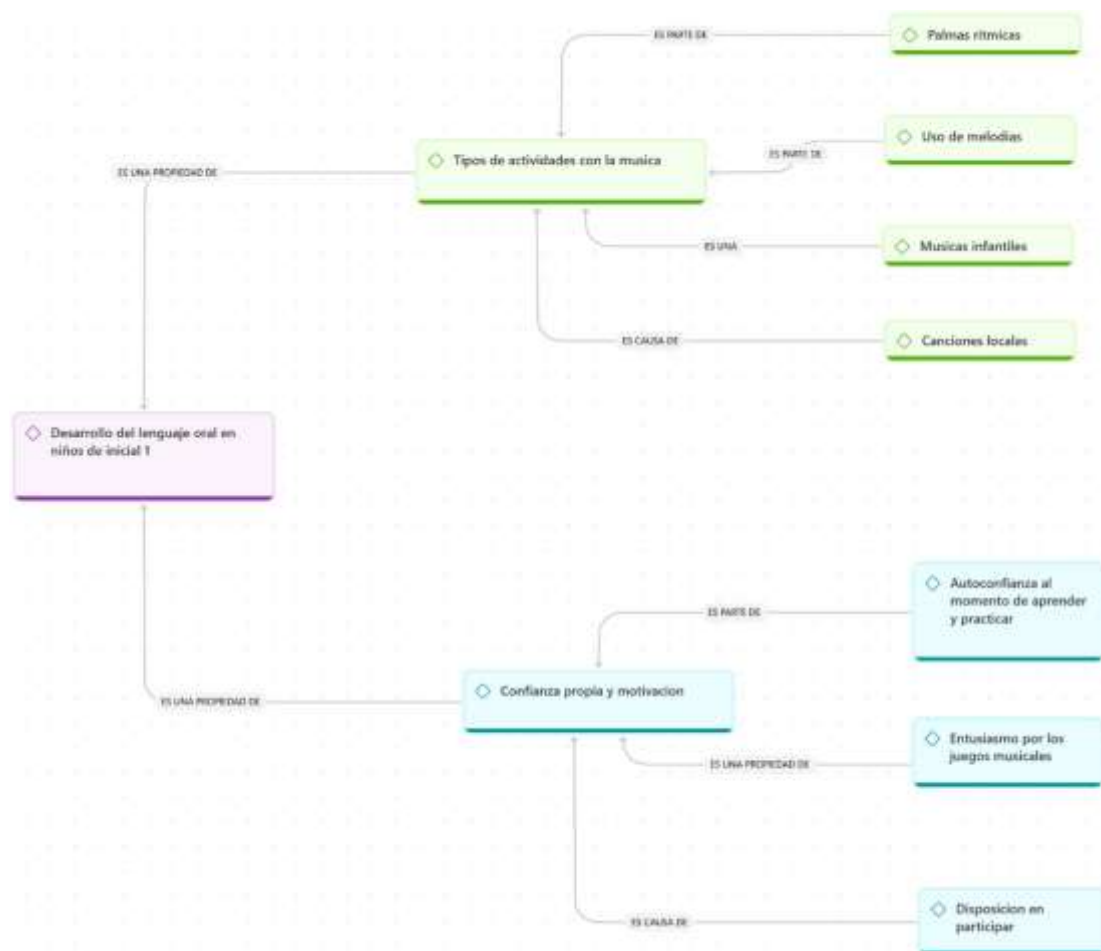 ES PARTE DE
Palmas ritmicas
Uso de melodias
ES PARTE DE
Tipos de actividades con la musica
ES UNA PROPIEDAD DE
Musicas infantiles
ES UNA
Canciones locales
ES CAUSA DE
Desarrollo del lenguaje oral en
niños de inicial 1
Autoconfianza al
momento de aprender
y practicar
ES PARTE DE
Confianza propia y motivacion
ES UNA PROPIEDAD DE
Entusiasmo por los
juegos musicales
ES UNA PROPIEDAD DE
Disposicion en
participar
ES CAUSA DE